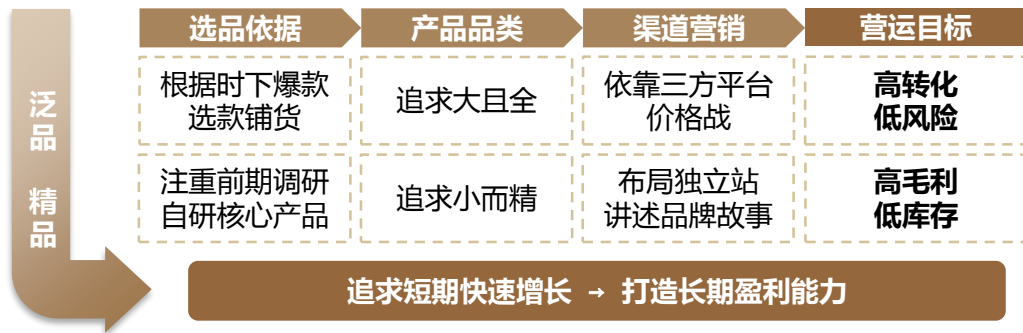 选品依据
产品品类
渠道营销
营运目标
泛品
根据时下爆款
选款铺货
追求大且全
依靠三方平台
价格战
高转化
低风险
精品
注重前期调研
自研核心产品
追求小而精
布局独立站
讲述品牌故事
高毛利
低库存
追求短期快速增长 → 打造长期盈利能力